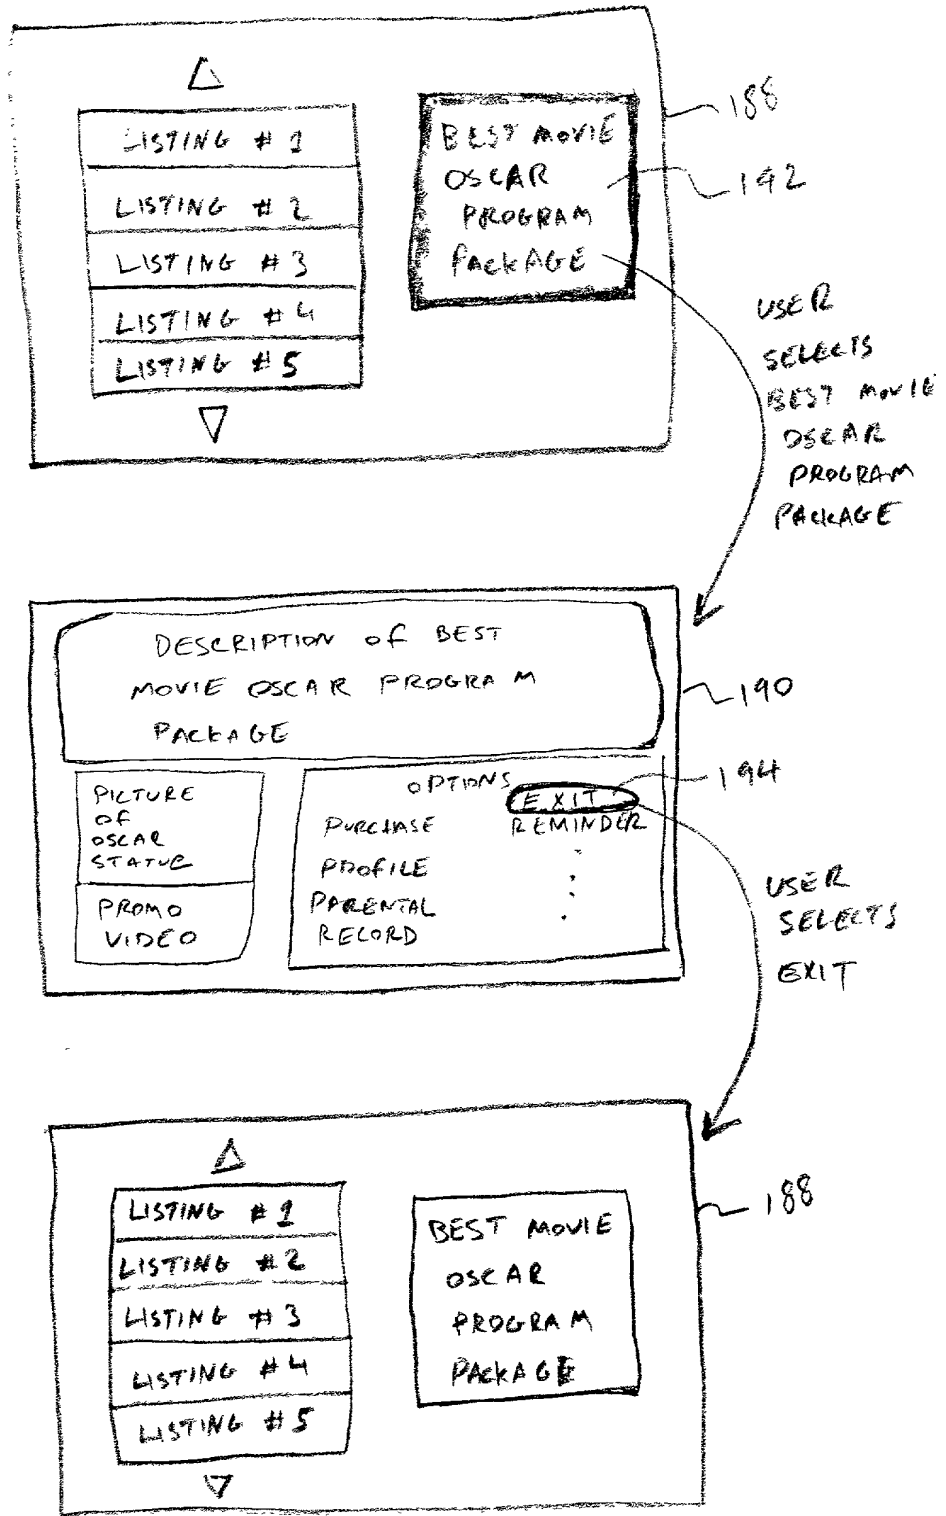 188
LISTING # 1
LISTING # 2
LISTING # 3
LISTING # 4
LISTING # 5
BEST MOVIE
OSCAR
PROGRAM
PACKAGE
192
USER
SELECTS
BEST MOVIE
OSCAR
PROGRAM
PACKAGE
DESCRIPTION OF BEST
MOVIE OSCAR PROGRAM
PACKAGE
190
PICTURE
OF
OSCAR
STATUE
PROMO
VIDEO
OPTIONS
EXIT
PURCHASE REMINDER
PROFILE
PARENTAL
RECORD
194
USER
SELECTS
EXIT
188
LISTING # 1
LISTING # 2
LISTING # 3
LISTING # 4
LISTING # 5
BEST MOVIE
OSCAR
PROGRAM
PACKAGE